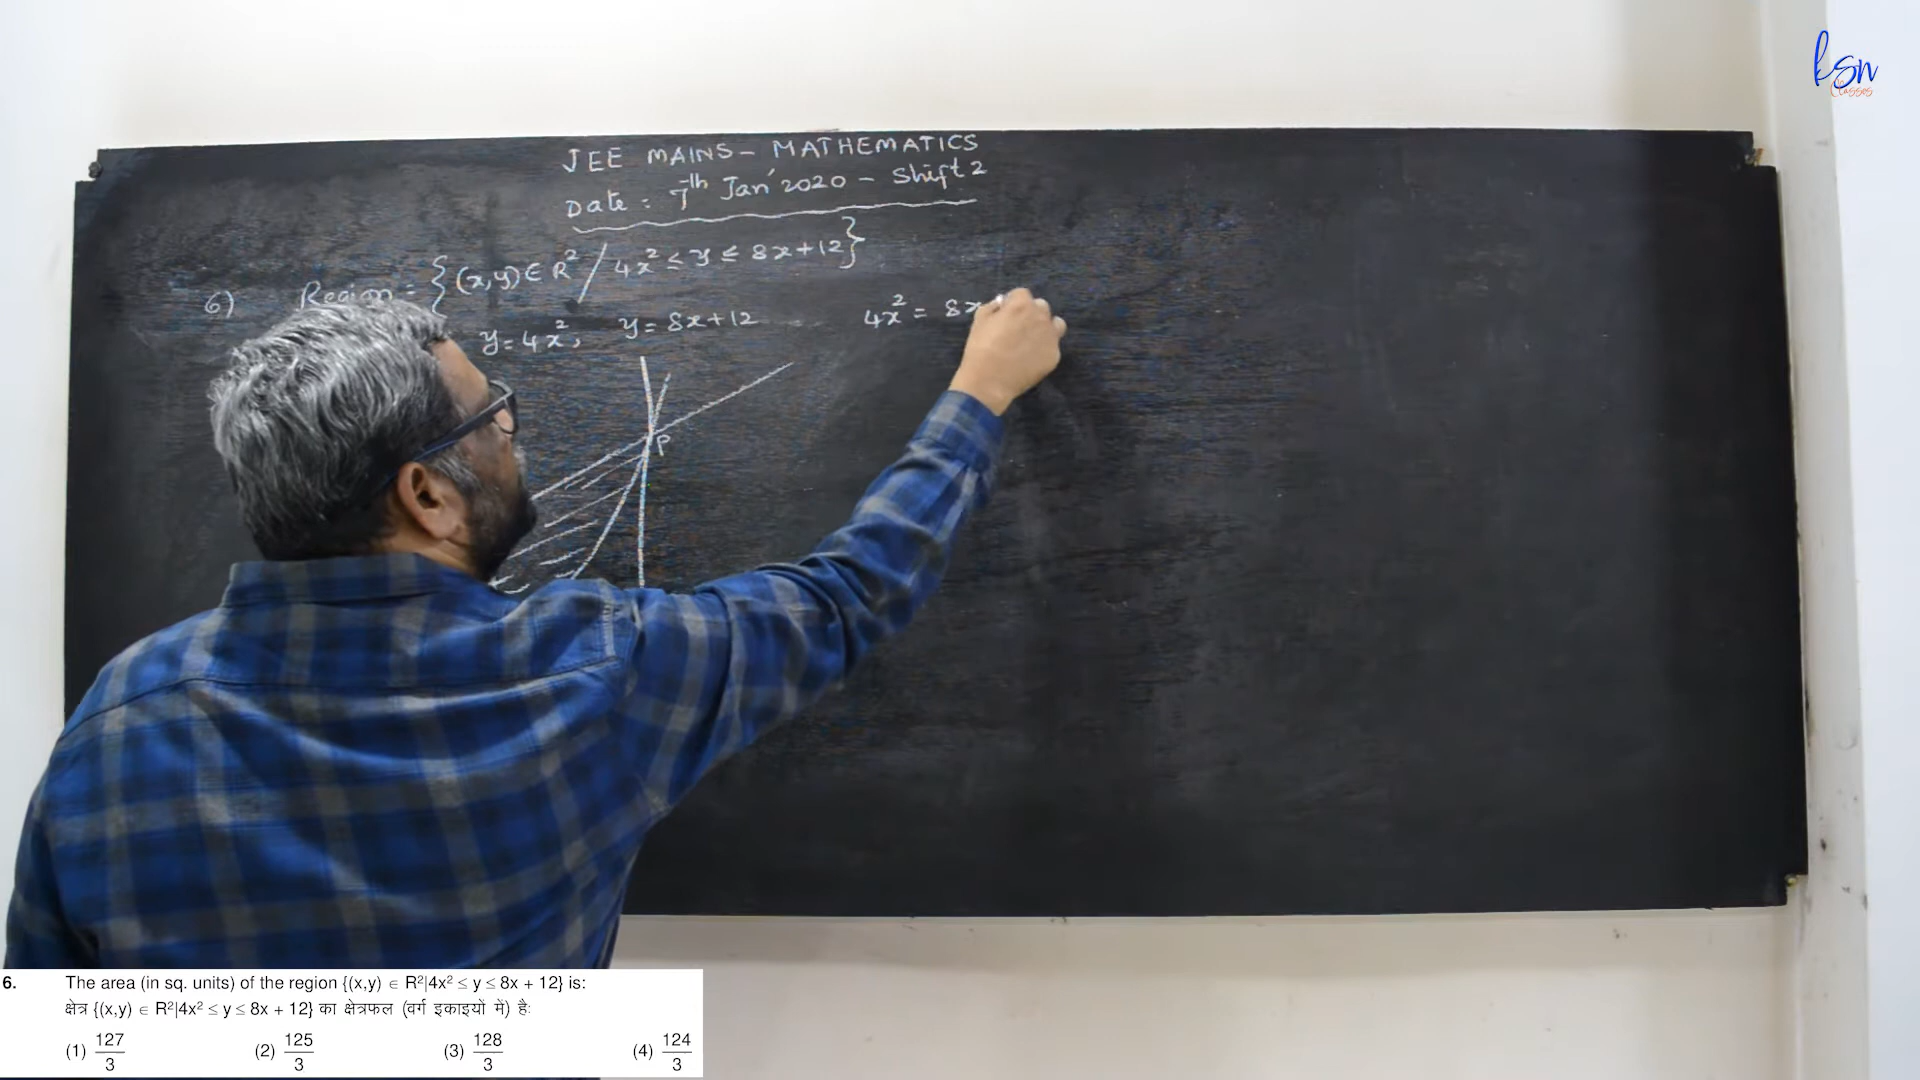 ksn
Classes
JEE MAINS - MATHEMATICS
Date : 7th Jan' 2020 - Shift 2
6) Region = {(x,y) ∈ R² / 4x² ≤ y ≤ 8x+12}
y = 4x², y = 8x+12 4x² = 8x
P
6. The area (in sq. units) of the region {(x,y) ∈ R²|4x² ≤ y ≤ 8x + 12} is:
क्षेत्र {(x,y) ∈ R²|4x² ≤ y ≤ 8x + 12} का क्षेत्रफल (वर्ग इकाइयों में) है:
(1) 127/3 (2) 125/3 (3) 128/3 (4) 124/3